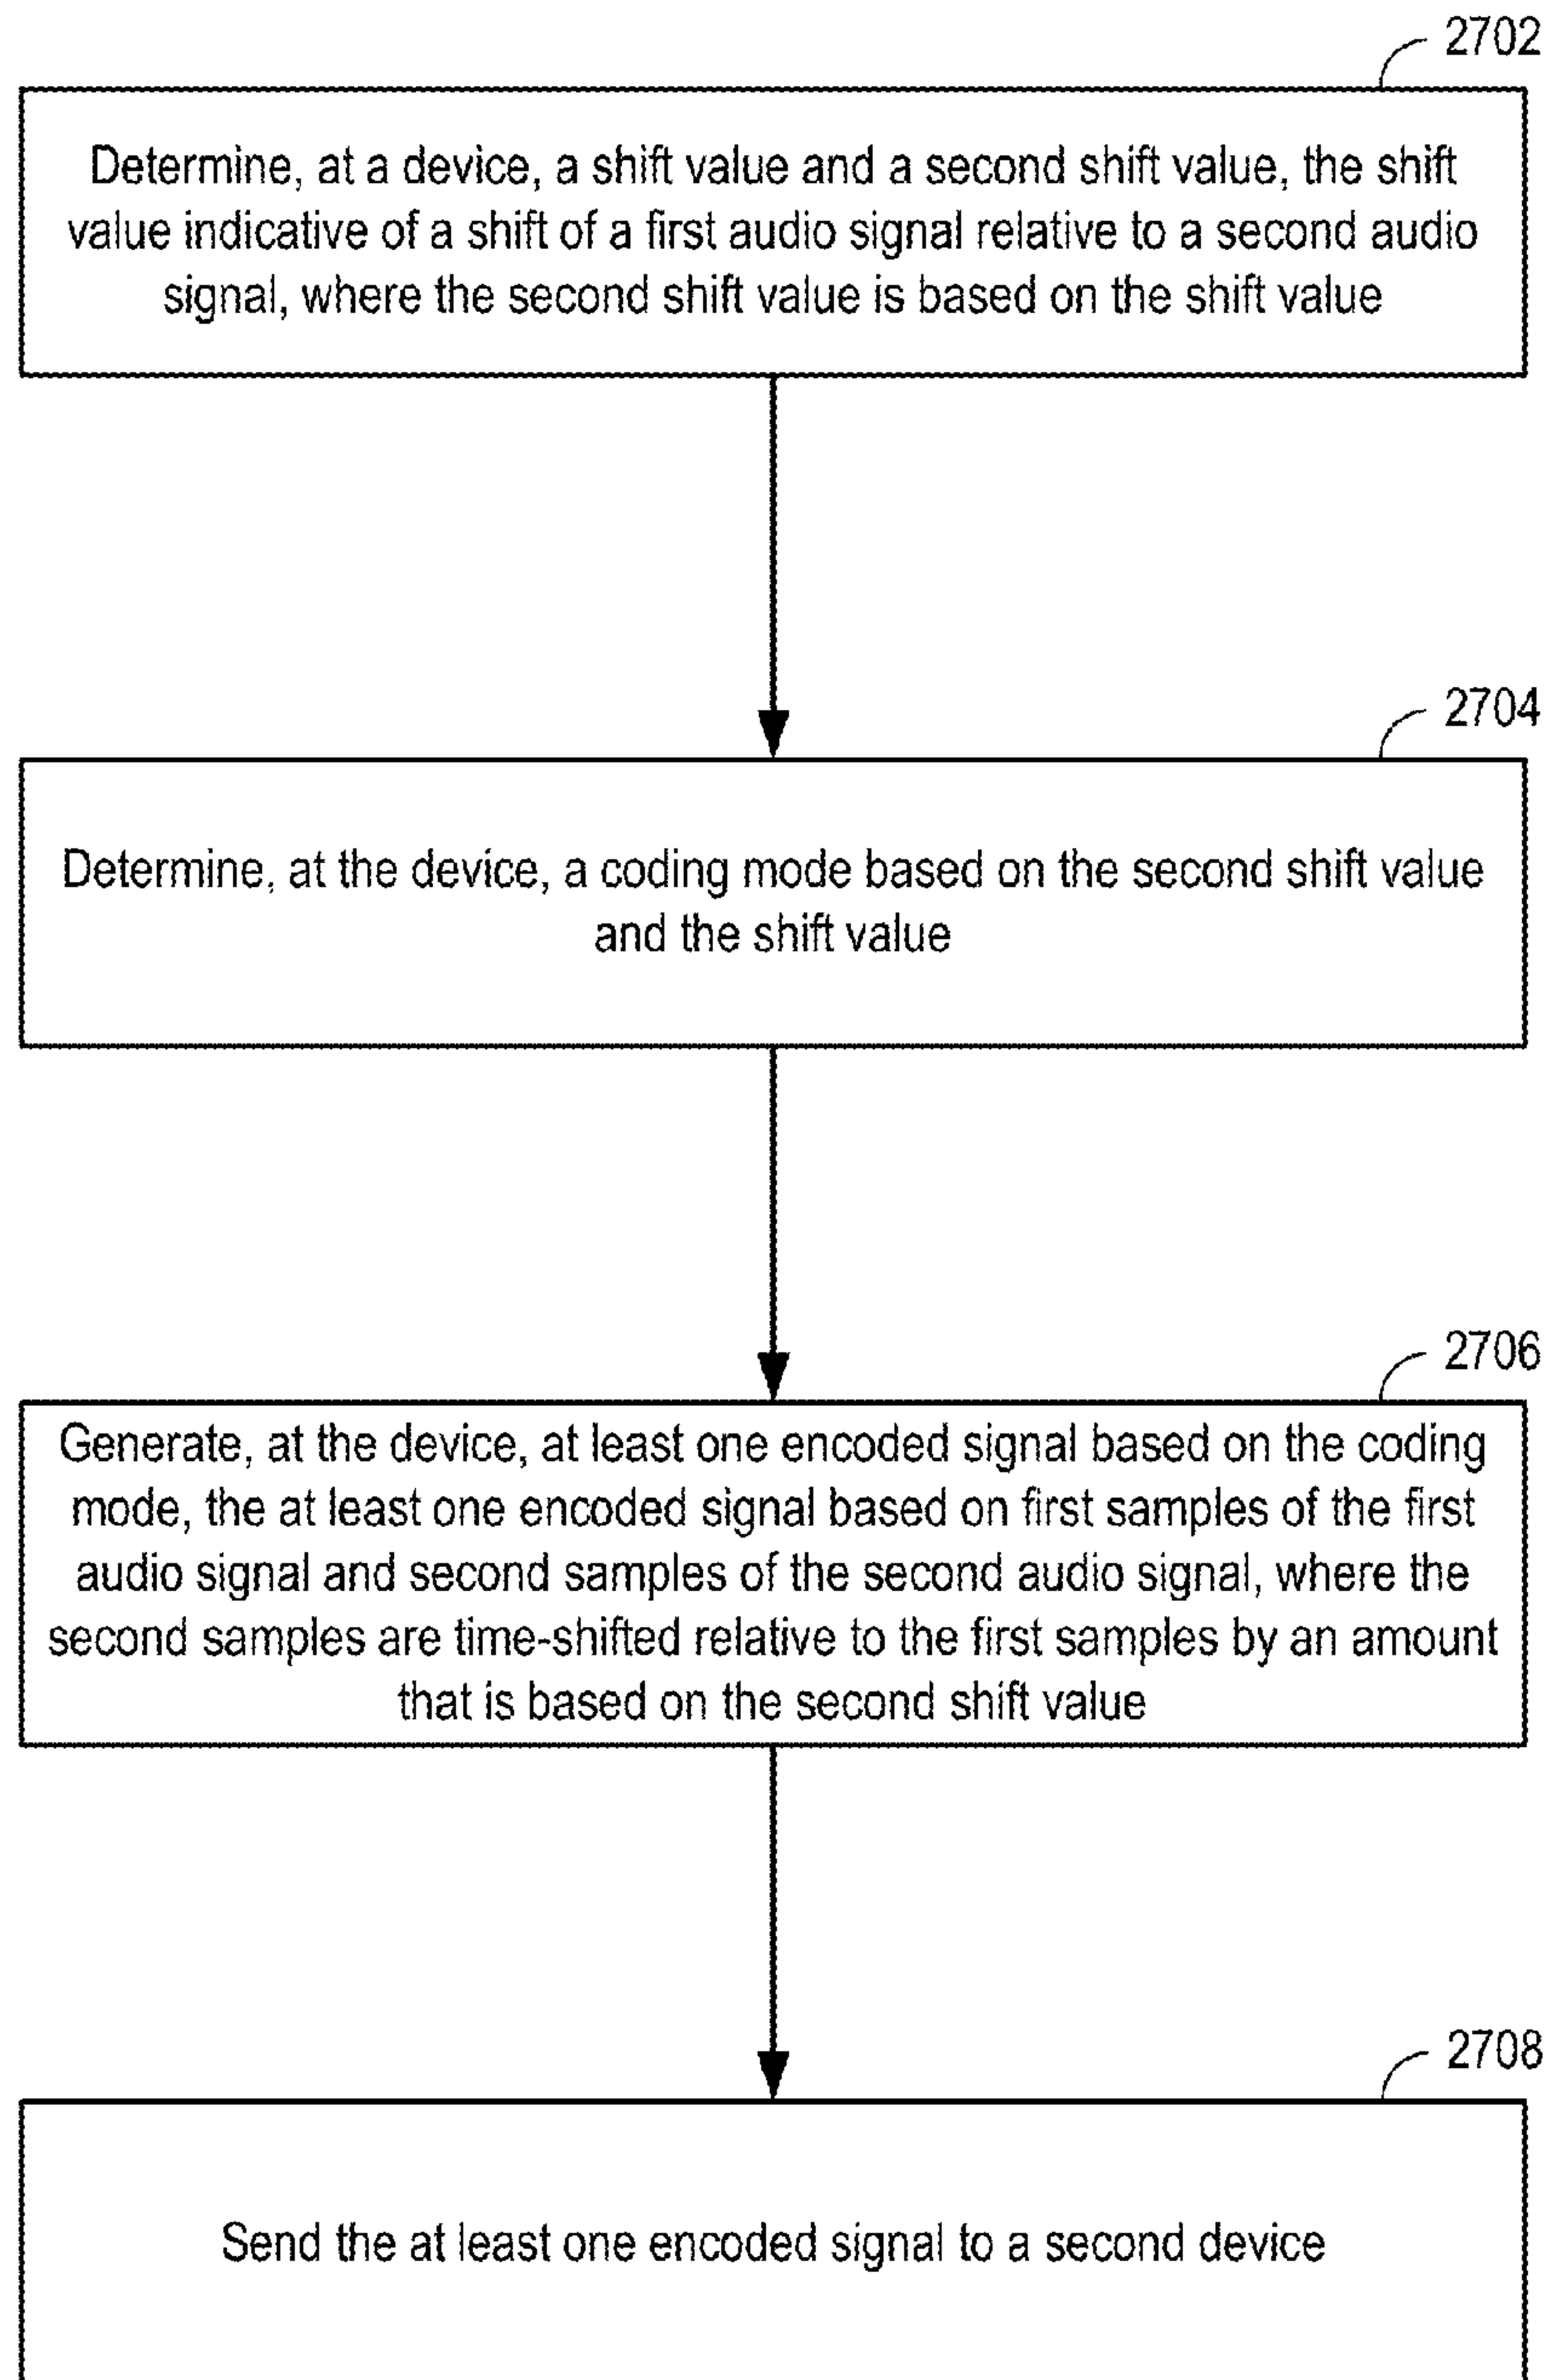 2702
Determine, at a device, a shift value and a second shift value, the shift
value indicative of a shift of a first audio signal relative to a second audio
signal, where the second shift value is based on the shift value
2704
Determine, at the device, a coding mode based on the second shift value
and the shift value
2706
Generate, at the device, at least one encoded signal based on the coding
mode, the at least one encoded signal based on first samples of the first
audio signal and second samples of the second audio signal, where the
second samples are time-shifted relative to the first samples by an amount
that is based on the second shift value
2708
Send the at least one encoded signal to a second device